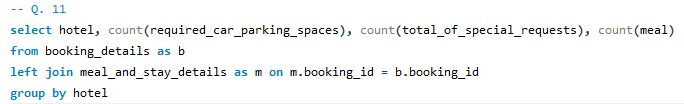 -- Q. 11
select hotel, count(required_car_parking_spaces), count(total_of_special_requests), count(meal)
from booking_details as b
left join meal_and_stay_details as m on m.booking_id = b.booking_id
group by hotel